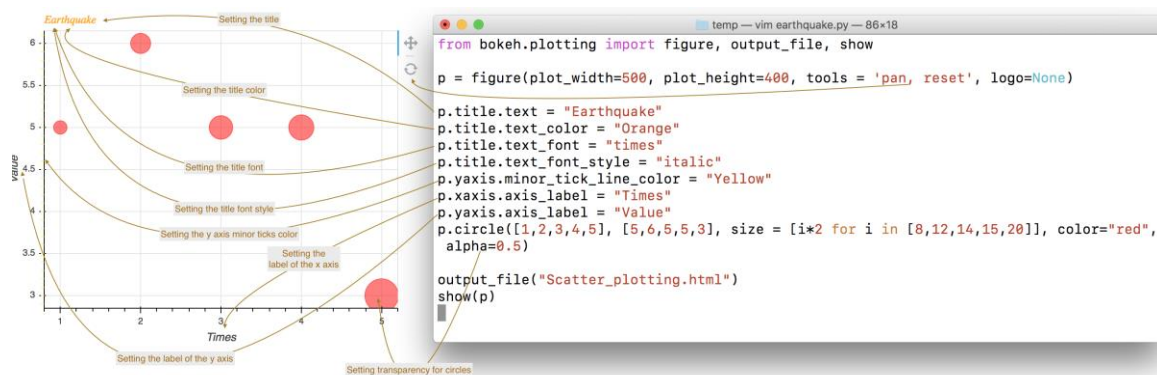 Earthquake
Setting the title
6
5.5
Setting the title color
5
Setting the title font
4.5
value
Setting the title font style
4
Setting the y axis minor ticks color
Setting the
label of the x axis
3.5
3
1
2
3
4
5
Times
Setting the label of the y axis
Setting transparency for circles
temp — vim earthquake.py — 86×18
from bokeh.plotting import figure, output_file, show
p = figure(plot_width=500, plot_height=400, tools = 'pan, reset', logo=None)
p.title.text = "Earthquake"
p.title.text_color = "Orange"
p.title.text_font = "times"
p.title.text_font_style = "italic"
p.yaxis.minor_tick_line_color = "Yellow"
p.xaxis.axis_label = "Times"
p.yaxis.axis_label = "Value"
p.circle([1,2,3,4,5], [5,6,5,5,3], size = [i*2 for i in [8,12,14,15,20]], color="red",
alpha=0.5)
output_file("Scatter_plotting.html")
show(p)